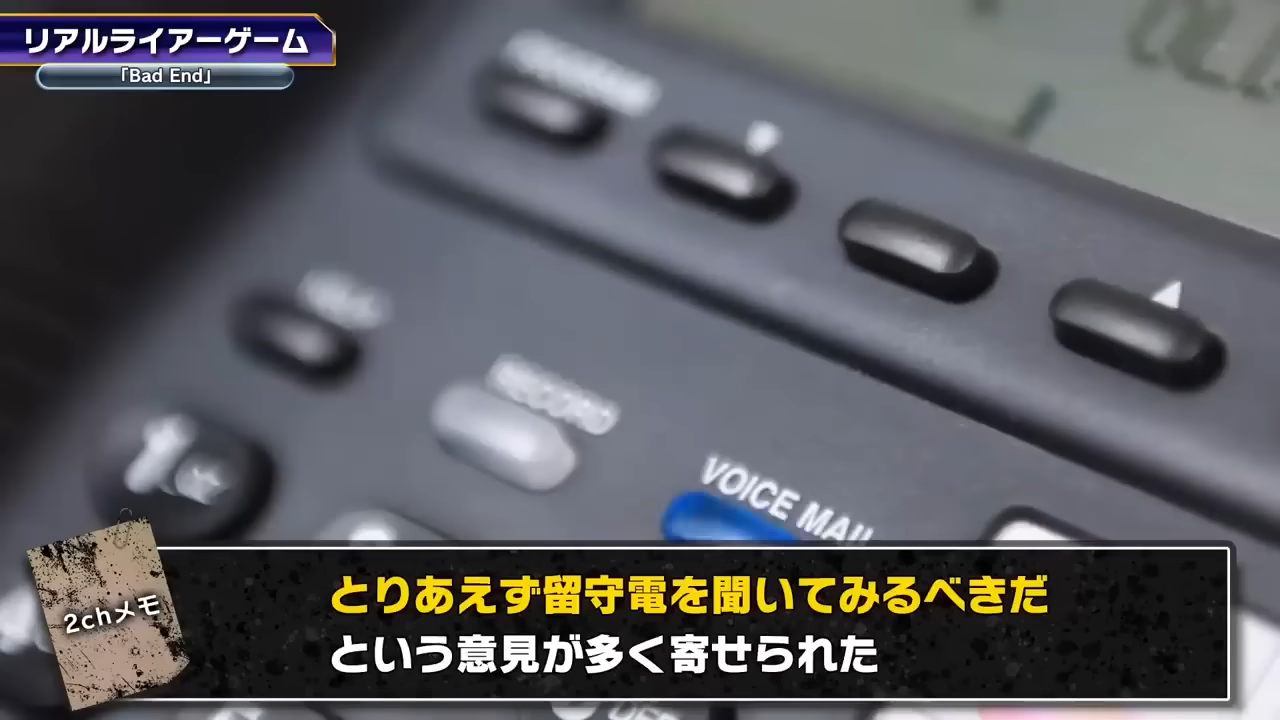 リアルライアーゲーム
「Bad End」
RECORD
VOICE MAIL
2chメモ
とりあえず留守電を聞いてみるべきだ
という意見が多く寄せられた